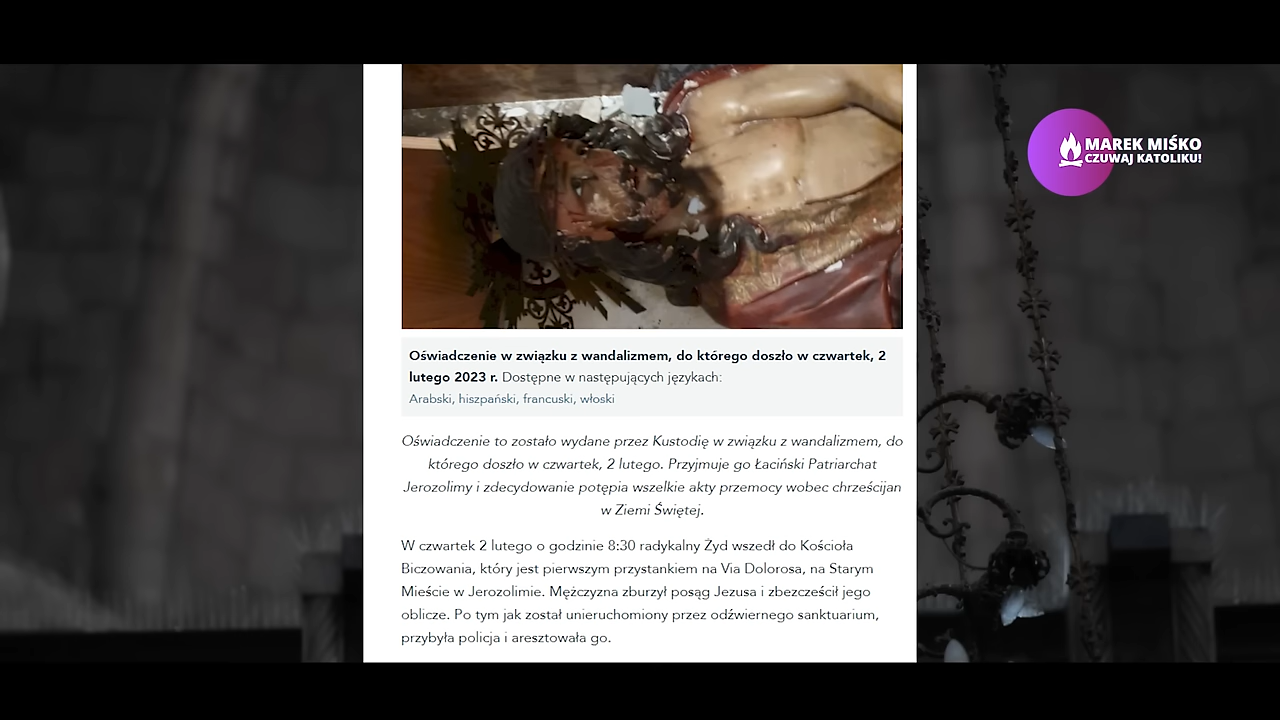 MAREK MIŚKO
CZUWAJ KATOLIKU!
Oświadczenie w związku z wandalizmem, do którego doszło w czwartek, 2
lutego 2023 r. Dostępne w następujących językach:
Arabski, hiszpański, francuski, włoski
Oświadczenie to zostało wydane przez Kustodię w związku z wandalizmem, do
którego doszło w czwartek, 2 lutego. Przyjmuje go Łaciński Patriarchat
Jerozolimy i zdecydowanie potępia wszelkie akty przemocy wobec chrześcijan
w Ziemi Świętej.
W czwartek 2 lutego o godzinie 8:30 radykalny Żyd wszedł do Kościoła
Biczowania, który jest pierwszym przystankiem na Via Dolorosa, na Starym
Mieście w Jerozolimie. Mężczyzna zburzył posąg Jezusa i zbezcześcił jego
oblicze. Po tym jak został unieruchomiony przez odźwiernego sanktuarium,
przybyła policja i aresztowała go.